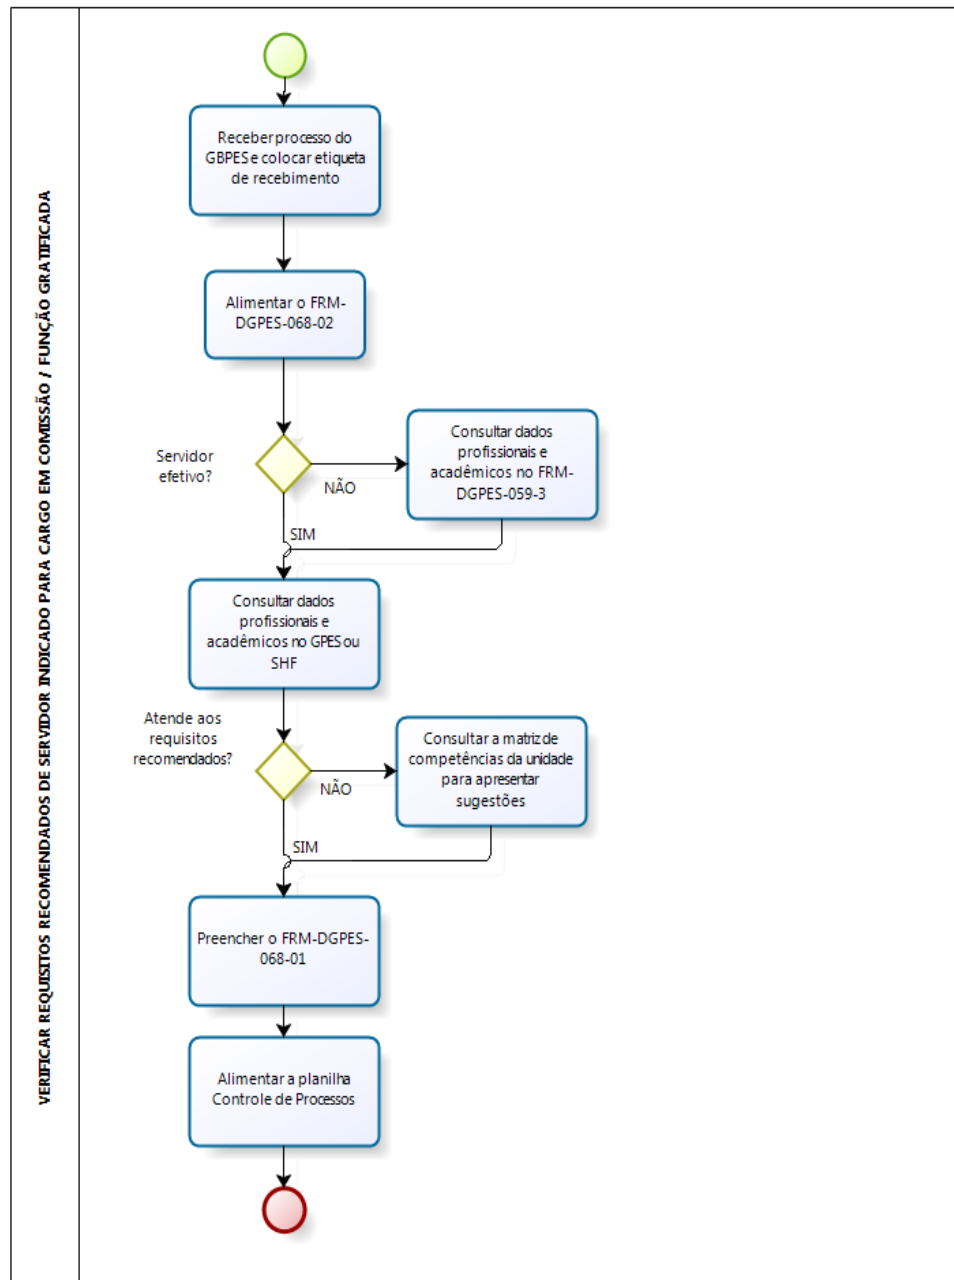 VERIFICAR REQUISITOS RECOMENDADOS DE SERVIDOR INDICADO PARA CARGO EM COMISSÃO / FUNÇÃO GRATIFICADA
Receber processo do
GBPES e colocar etiqueta
de recebimento
Alimentar o FRM-
DGPES-068-02
Servidor
efetivo?
NÃO
Consultar dados
profissionais e
acadêmicos no FRM-
DGPES-059-3
SIM
Consultar dados
profissionais e
acadêmicos no GPES ou
SHF
Atende aos
requisitos
recomendados?
NÃO
Consultar a matriz de
competências da unidade
para apresentar
sugestões
SIM
Preencher o FRM-DGPES-
068-01
Alimentar a planilha
Controle de Processos